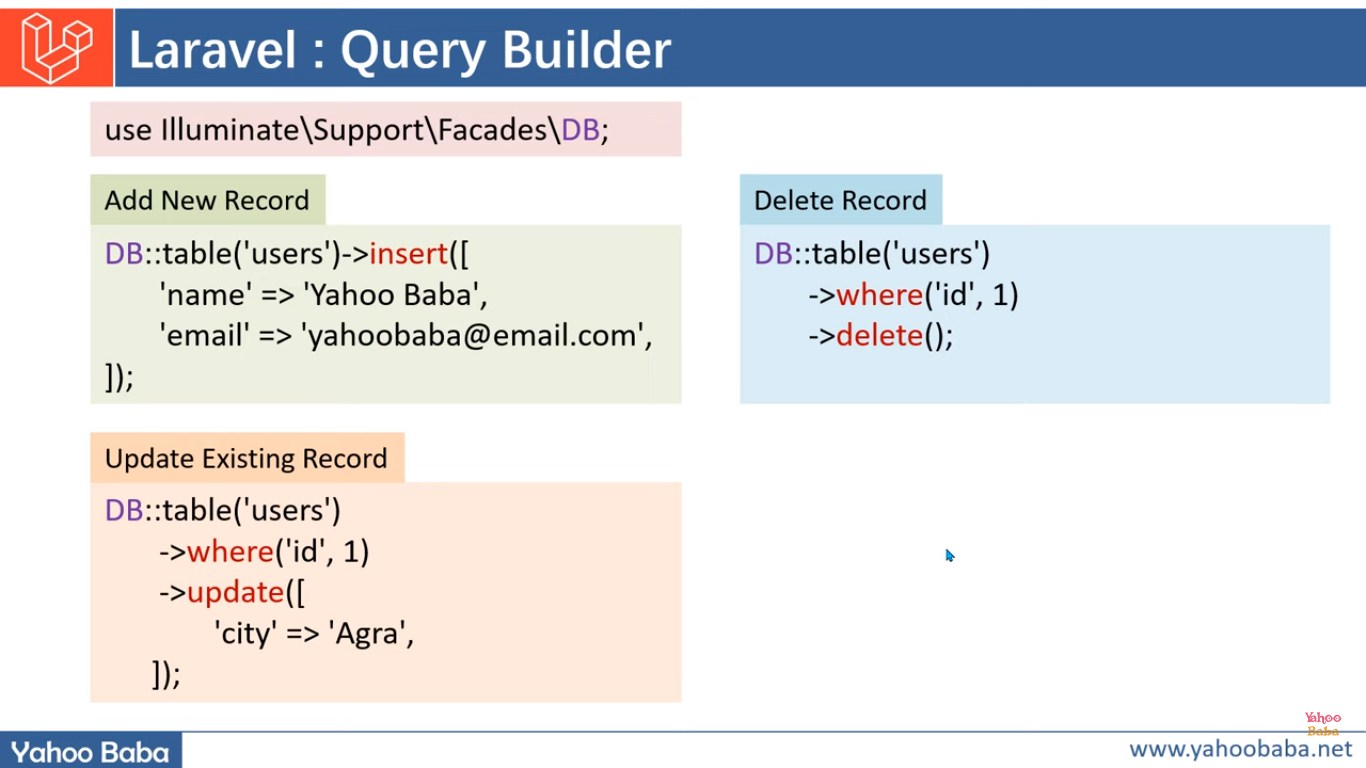 Laravel : Query Builder
use Illuminate\Support\Facades\DB;
Add New Record
DB::table('users')->insert([
'name' => 'Yahoo Baba',
'email' => 'yahoobaba@email.com',
]);
Delete Record
DB::table('users')
->where('id', 1)
->delete();
Update Existing Record
DB::table('users')
->where('id', 1)
->update([
'city' => 'Agra',
]);
Yahoo
Baba
Yahoo Baba
www.yahoobaba.net